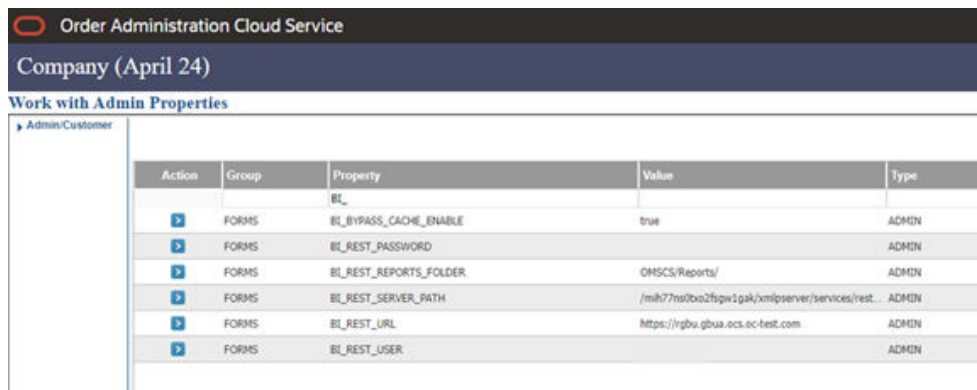 Order Administration Cloud Service
Company (April 24)
Work with Admin Properties
Admin/Customer
Action Group Property Value Type
BI_
FORMS BI_BYPASS_CACHE_ENABLE true ADMIN
FORMS BI_REST_PASSWORD ADMIN
FORMS BI_REST_REPORTS_FOLDER OMSCS/Reports/ ADMIN
FORMS BI_REST_SERVER_PATH /mih77ns0txo2fsgw1gak/xmlpserver/services/rest... ADMIN
FORMS BI_REST_URL https://rgbu.gbua.ocs.oc-test.com ADMIN
FORMS BI_REST_USER ADMIN